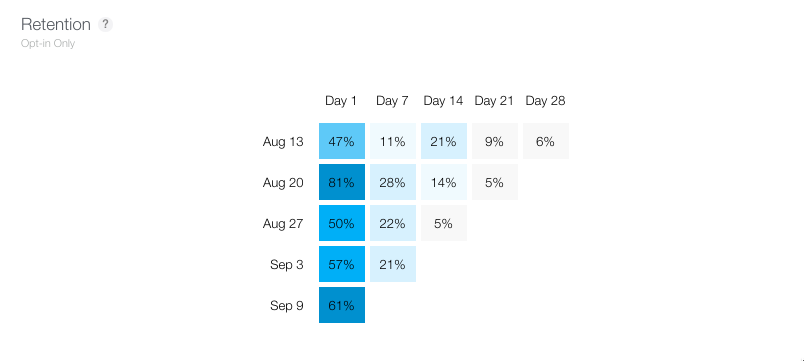 Retention ?
Opt-in Only
Day 1 Day 7 Day 14 Day 21 Day 28
Aug 13 47% 11% 21% 9% 6%
Aug 20 81% 28% 14% 5%
Aug 27 50% 22% 5%
Sep 3 57% 21%
Sep 9 61%